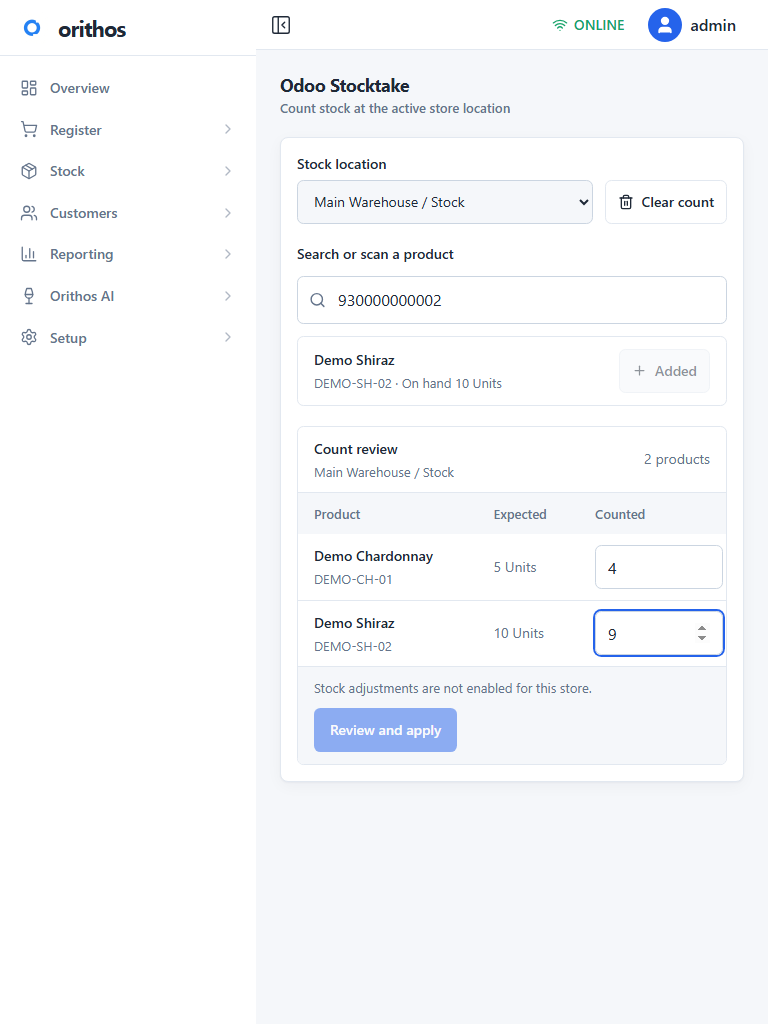 orithos
ONLINE
admin
Overview
Register
Stock
Customers
Reporting
Orithos AI
Setup
Odoo Stocktake
Count stock at the active store location
Stock location
Main Warehouse / Stock
Clear count
Search or scan a product
930000000002
Demo Shiraz
DEMO-SH-02 · On hand 10 Units
+ Added
Count review
Main Warehouse / Stock
2 products
Product Expected Counted
Demo Chardonnay
DEMO-CH-01
5 Units
4
Demo Shiraz
DEMO-SH-02
10 Units
9
Stock adjustments are not enabled for this store.
Review and apply